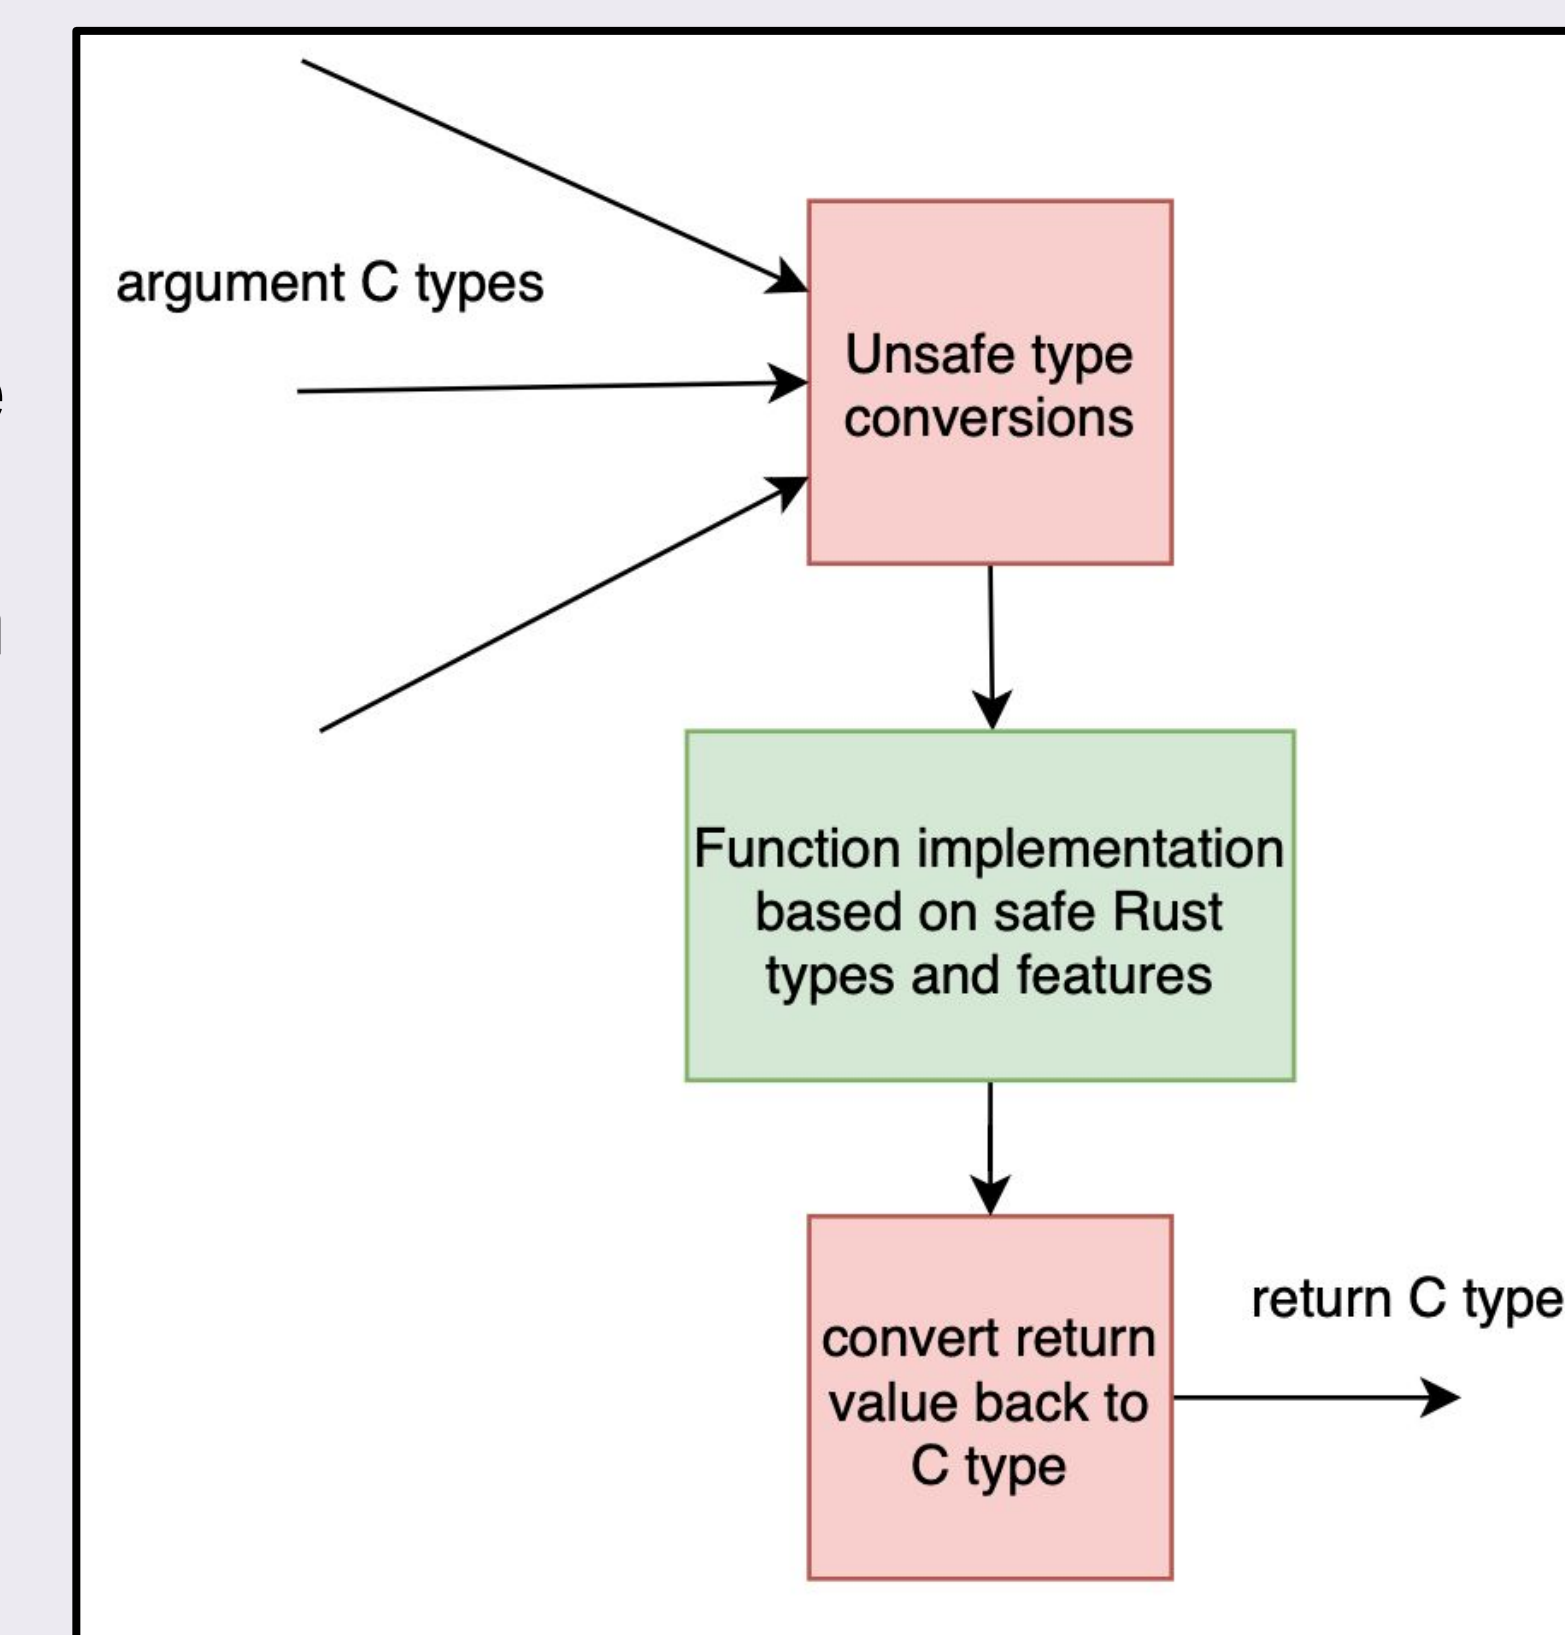 argument C types
Unsafe type
conversions
Function implementation
based on safe Rust
types and features
convert return
value back to
C type
return C type